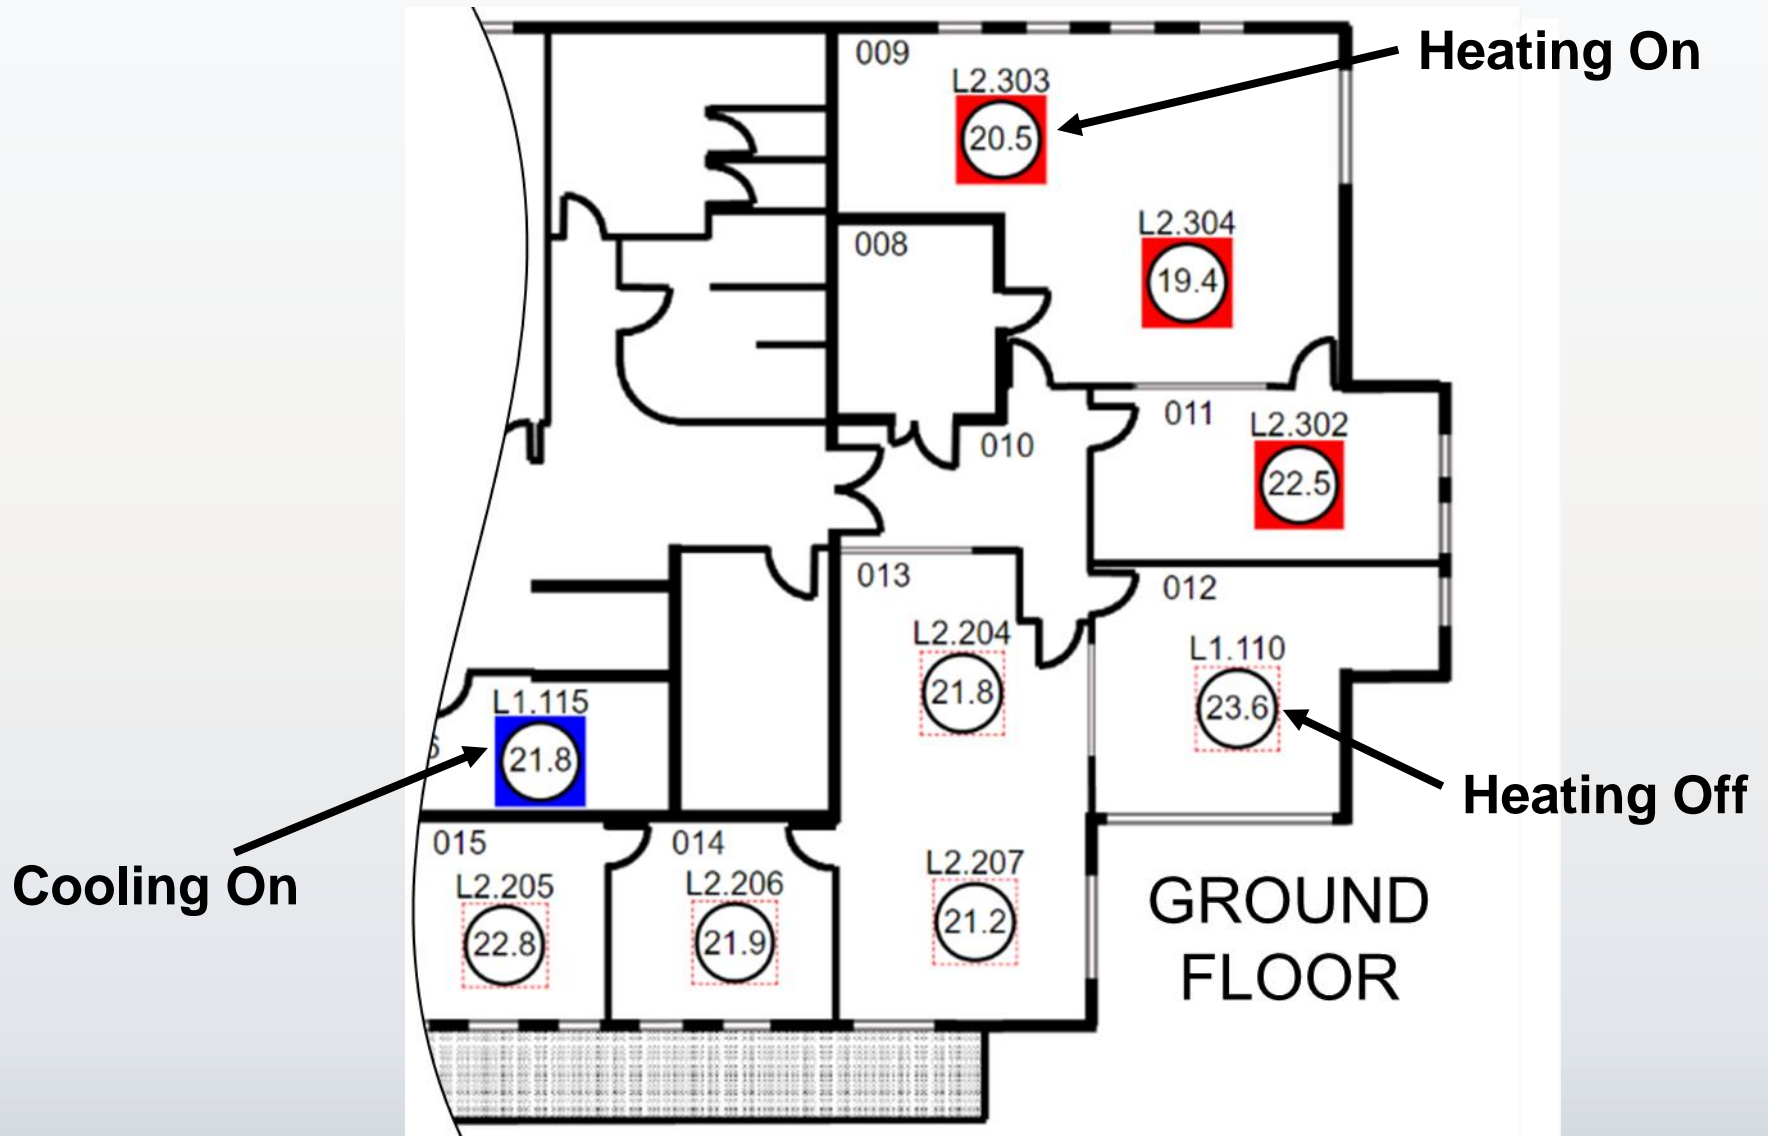 009
Heating On
L2.303
20.5
L2.304
19.4
008
011
L2.302
22.5
010
013
012
L2.204
21.8
L1.110
23.6
L1.115
21.8
6
Heating Off
015
014
L2.205
22.8
L2.206
21.9
L2.207
21.2
Cooling On
GROUND
FLOOR